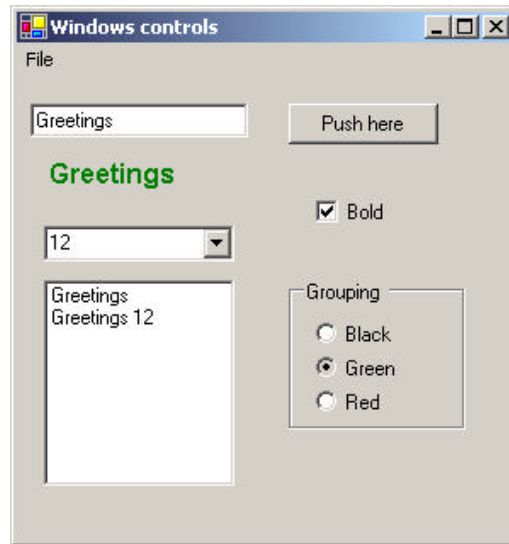 Windows controls
File
Greetings
Push here
Greetings
Bold
12
Greetings
Greetings 12
Grouping
Black
Green
Red